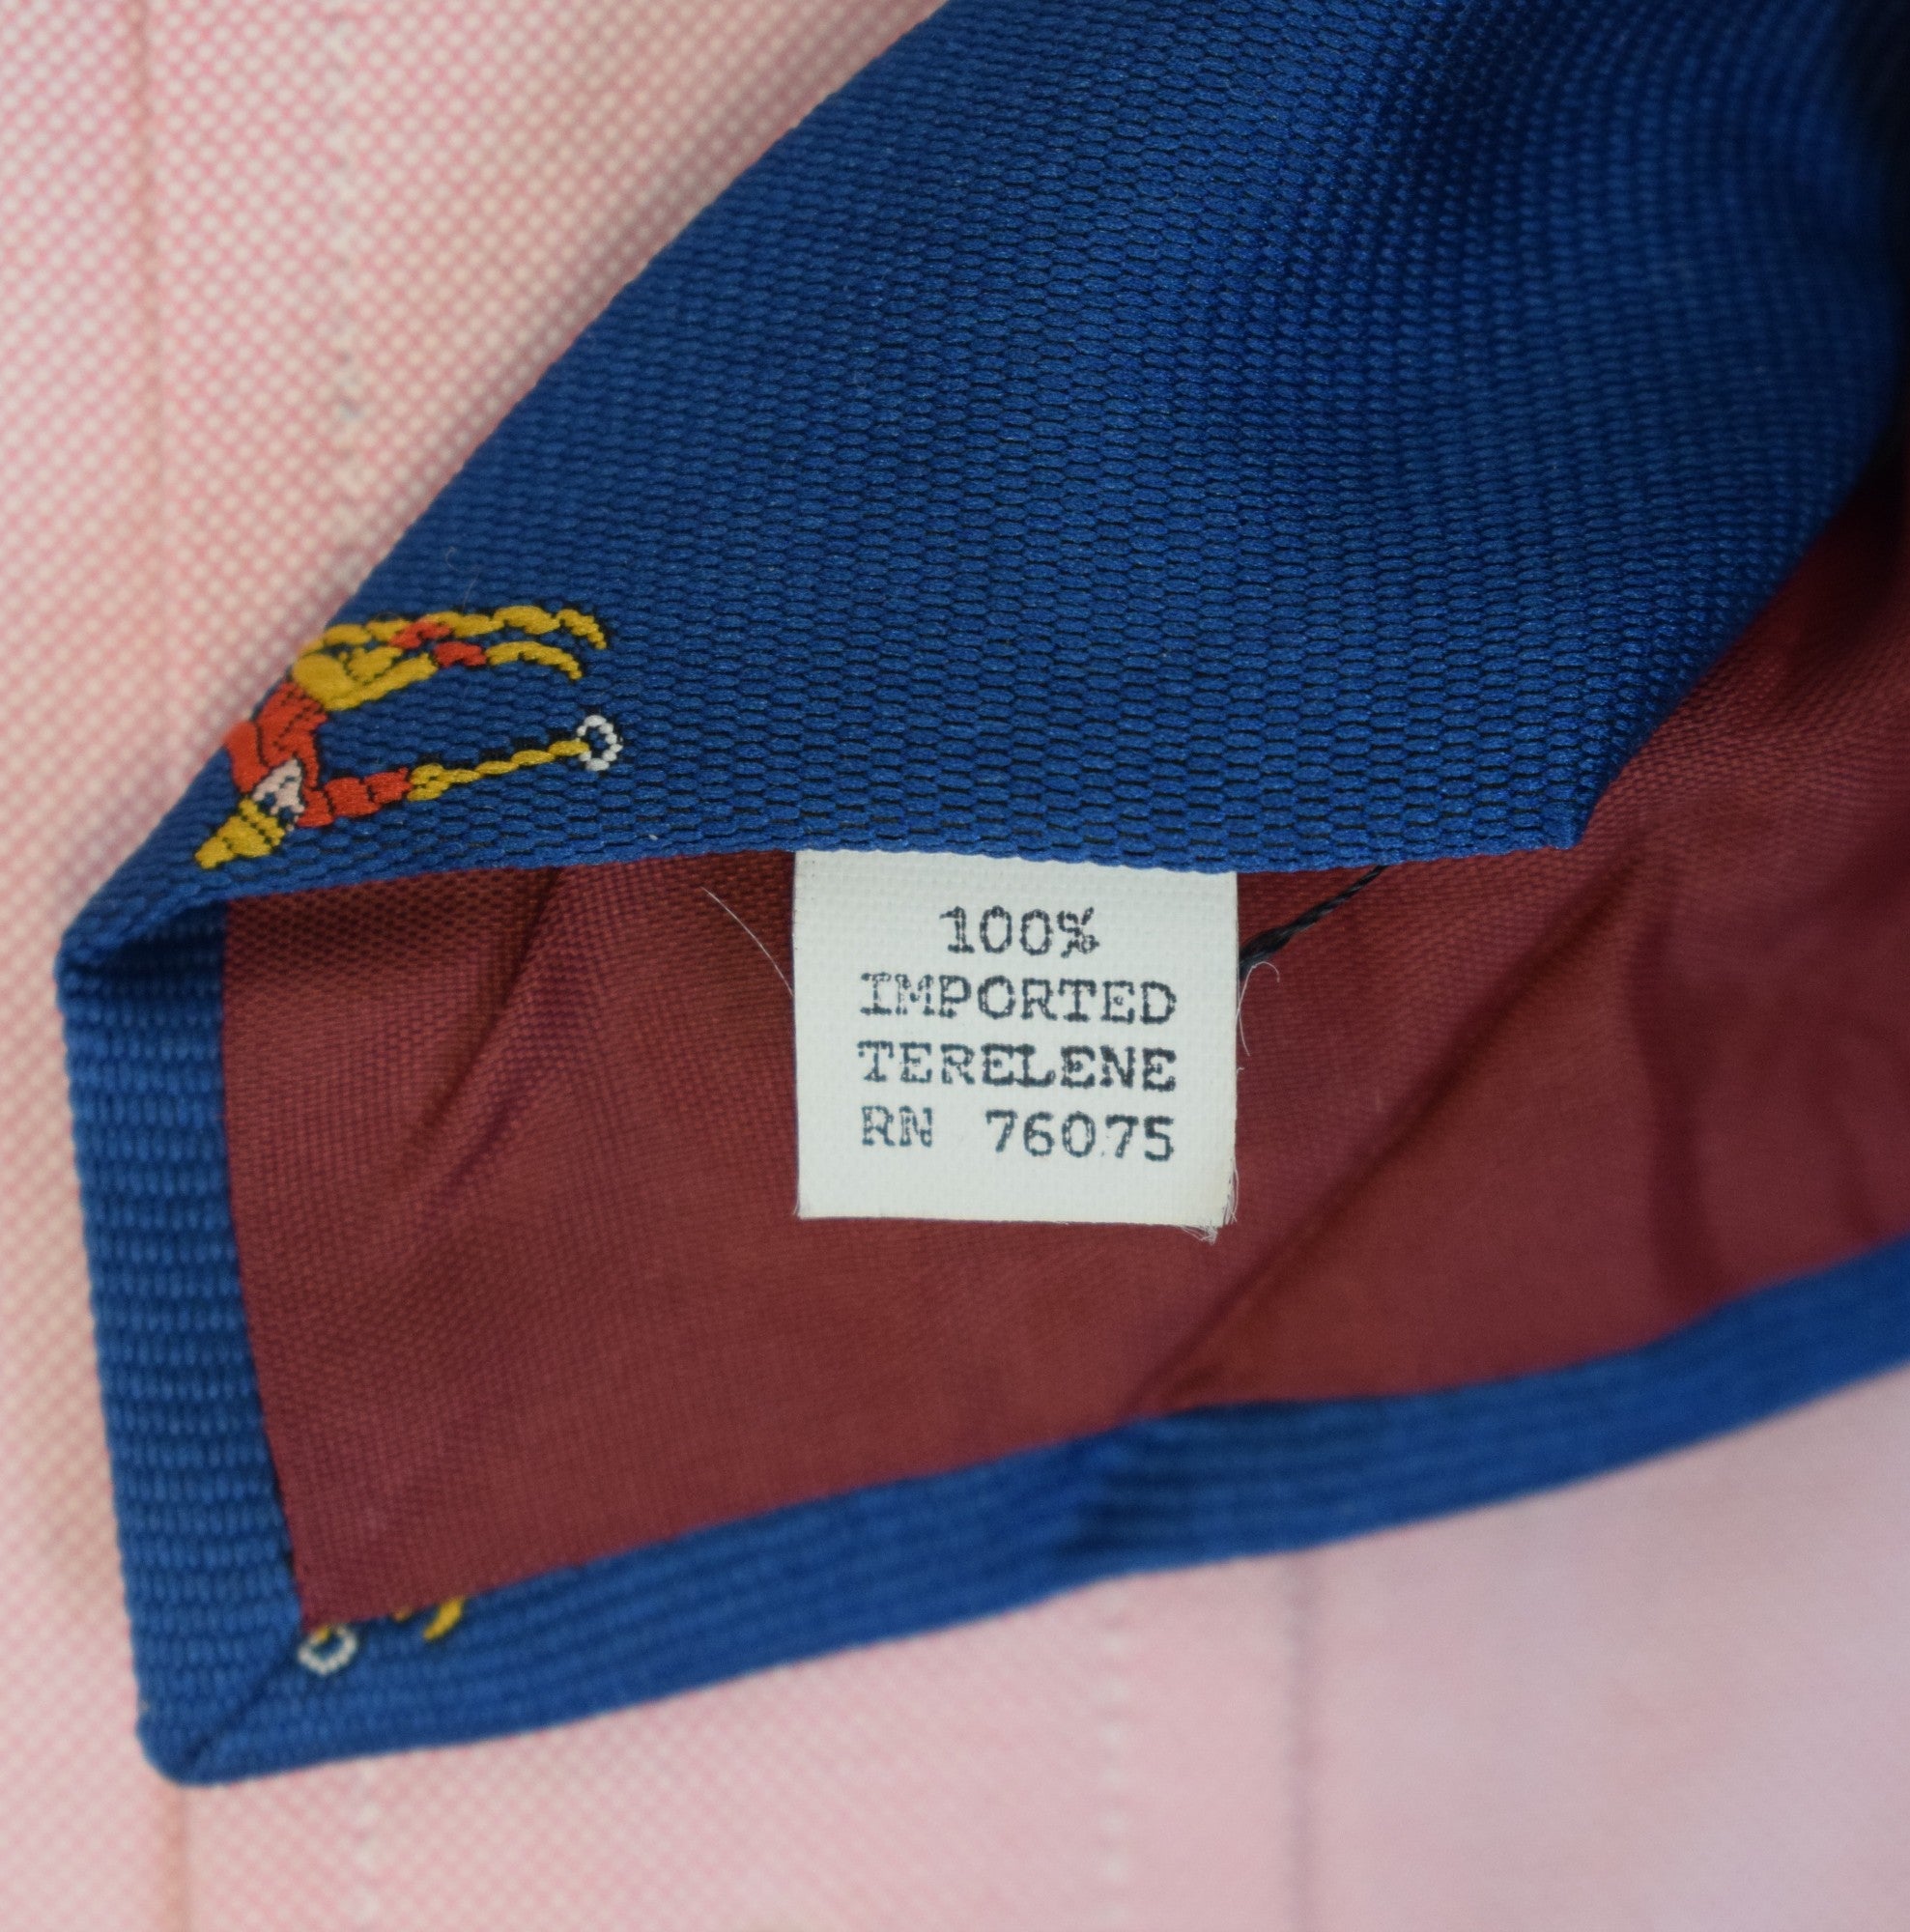 100%
IMPORTED
TERELENE
RN 76075